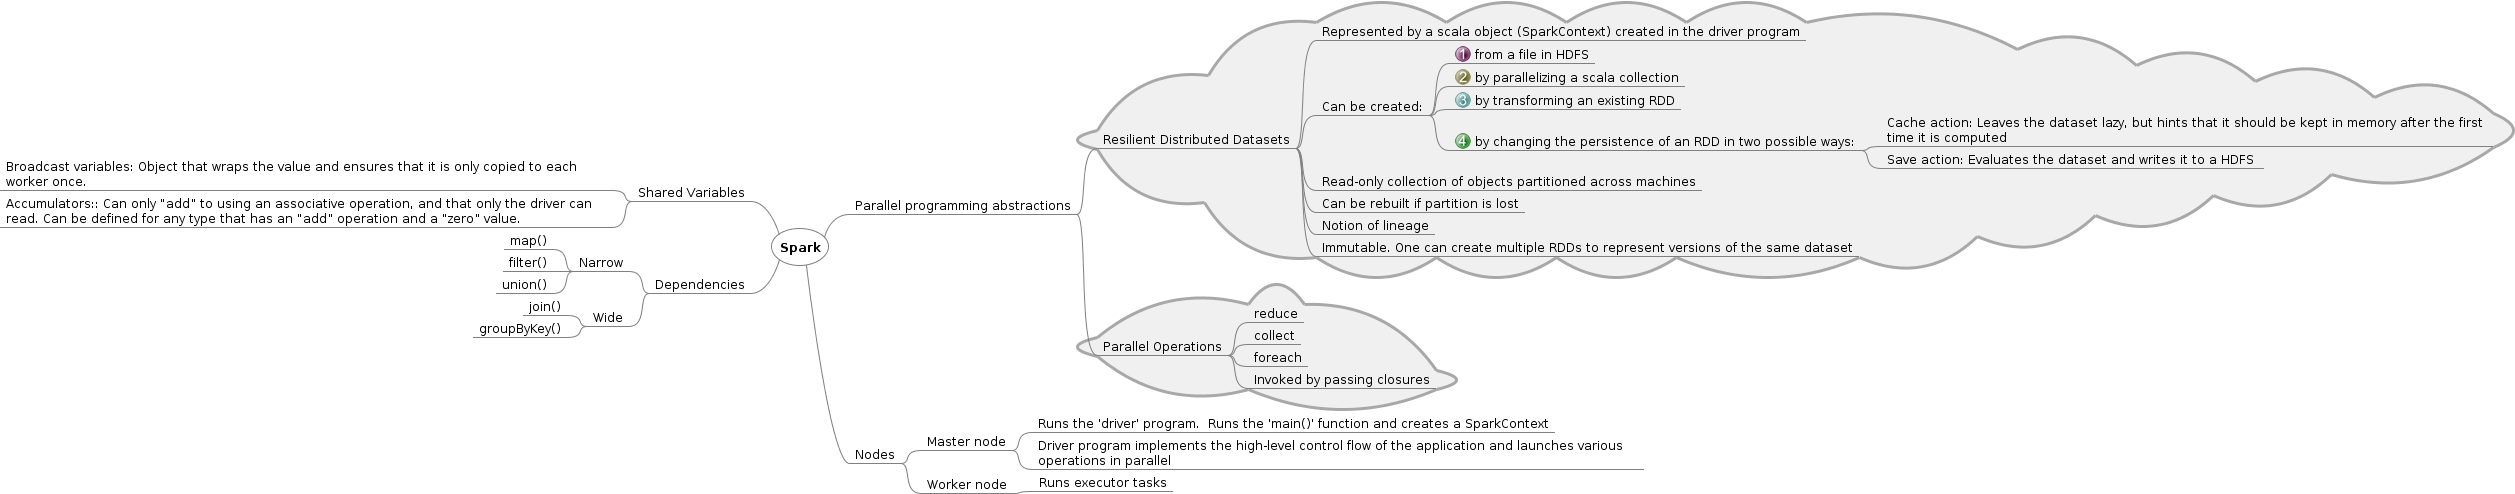 Spark
Parallel programming abstractions
Resilient Distributed Datasets
Represented by a scala object (SparkContext) created in the driver program
Can be created:
1 from a file in HDFS
2 by parallelizing a scala collection
3 by transforming an existing RDD
4 by changing the persistence of an RDD in two possible ways:
Cache action: Leaves the dataset lazy, but hints that it should be kept in memory after the first
time it is computed
Save action: Evaluates the dataset and writes it to a HDFS
Read-only collection of objects partitioned across machines
Can be rebuilt if partition is lost
Notion of lineage
Immutable. One can create multiple RDDs to represent versions of the same dataset
Parallel Operations
reduce
collect
foreach
Invoked by passing closures
Nodes
Master node
Runs the 'driver' program.  Runs the 'main()' function and creates a SparkContext
Driver program implements the high-level control flow of the application and launches various
operations in parallel
Worker node
Runs executor tasks
Shared Variables
Broadcast variables: Object that wraps the value and ensures that it is only copied to each
worker once.
Accumulators:: Can only "add" to using an associative operation, and that only the driver can
read. Can be defined for any type that has an "add" operation and a "zero" value.
Dependencies
Narrow
map()
filter()
union()
Wide
join()
groupByKey()